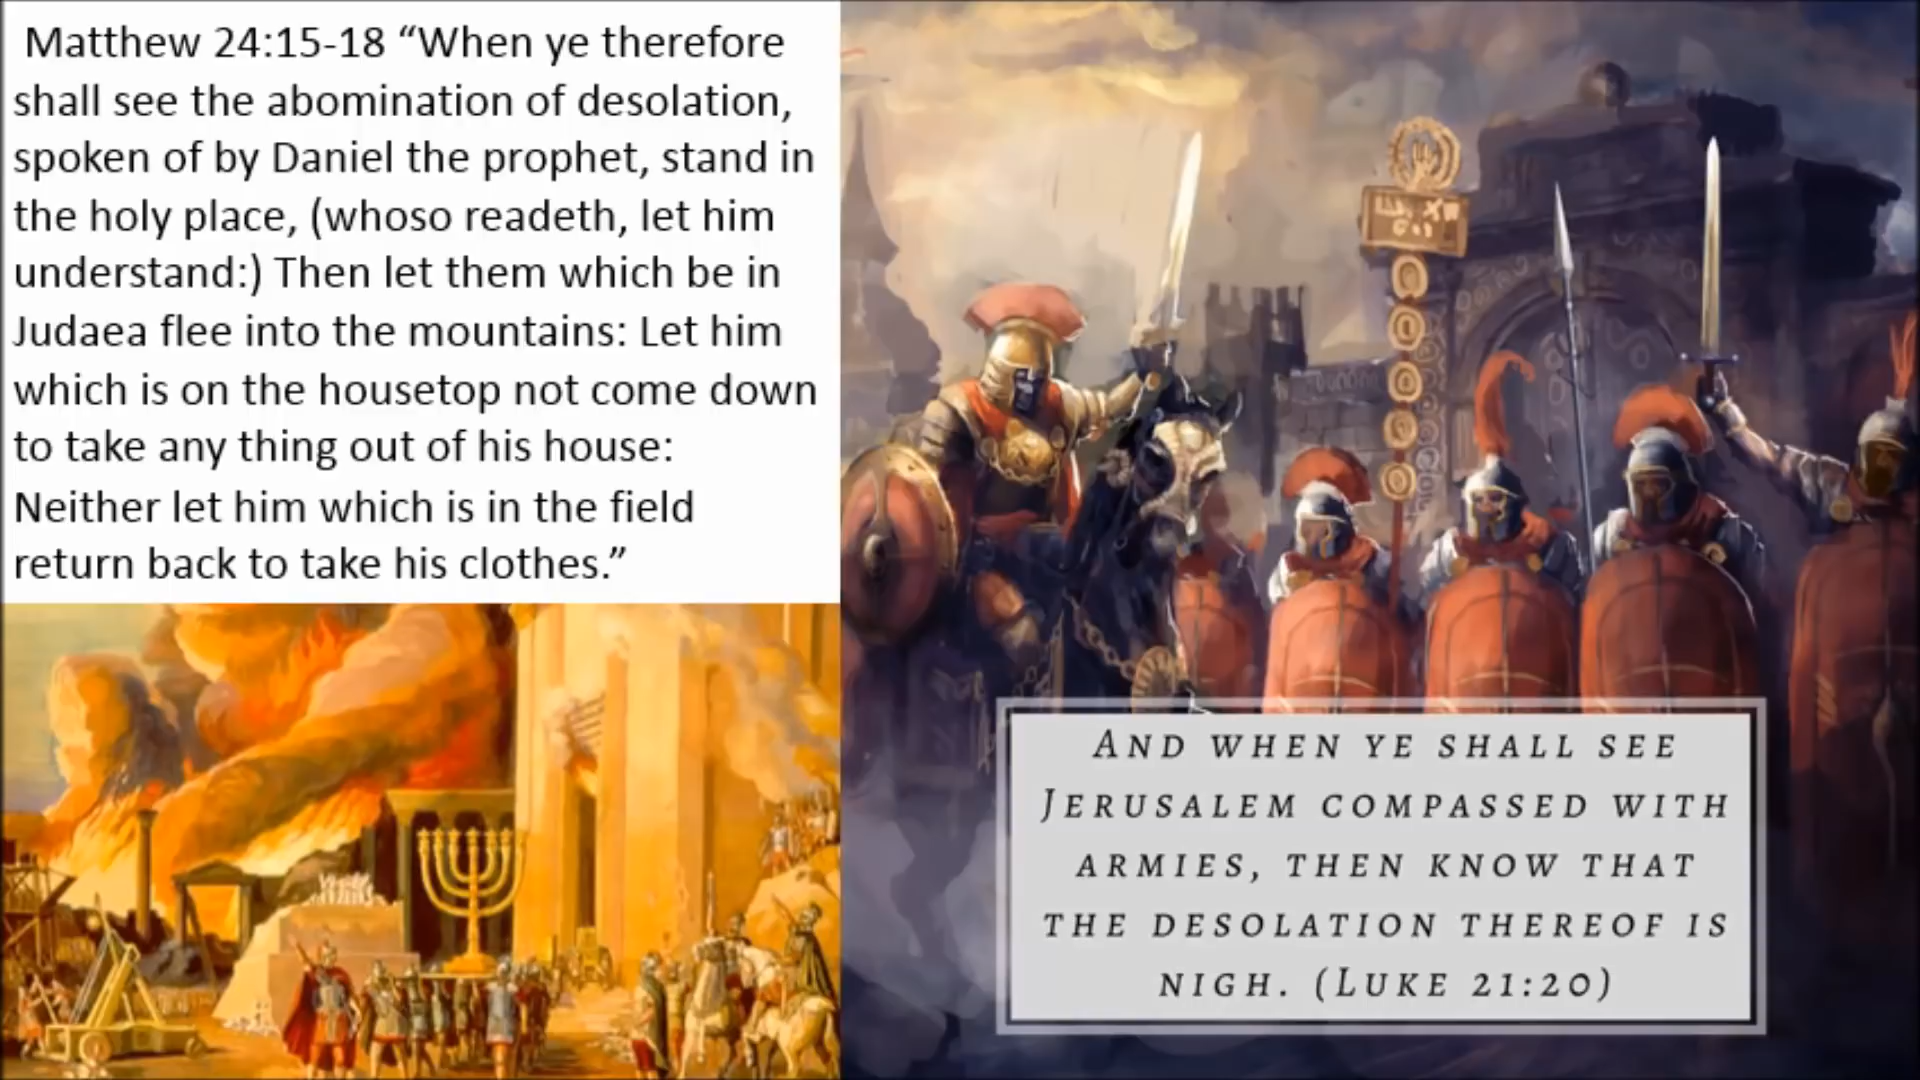 Matthew 24:15-18 “When ye therefore
shall see the abomination of desolation,
spoken of by Daniel the prophet, stand in
the holy place, (whoso readeth, let him
understand:) Then let them which be in
Judaea flee into the mountains: Let him
which is on the housetop not come down
to take any thing out of his house:
Neither let him which is in the field
return back to take his clothes.”
And when ye shall see
Jerusalem compassed with
armies, then know that
the desolation thereof is
nigh. (Luke 21:20)